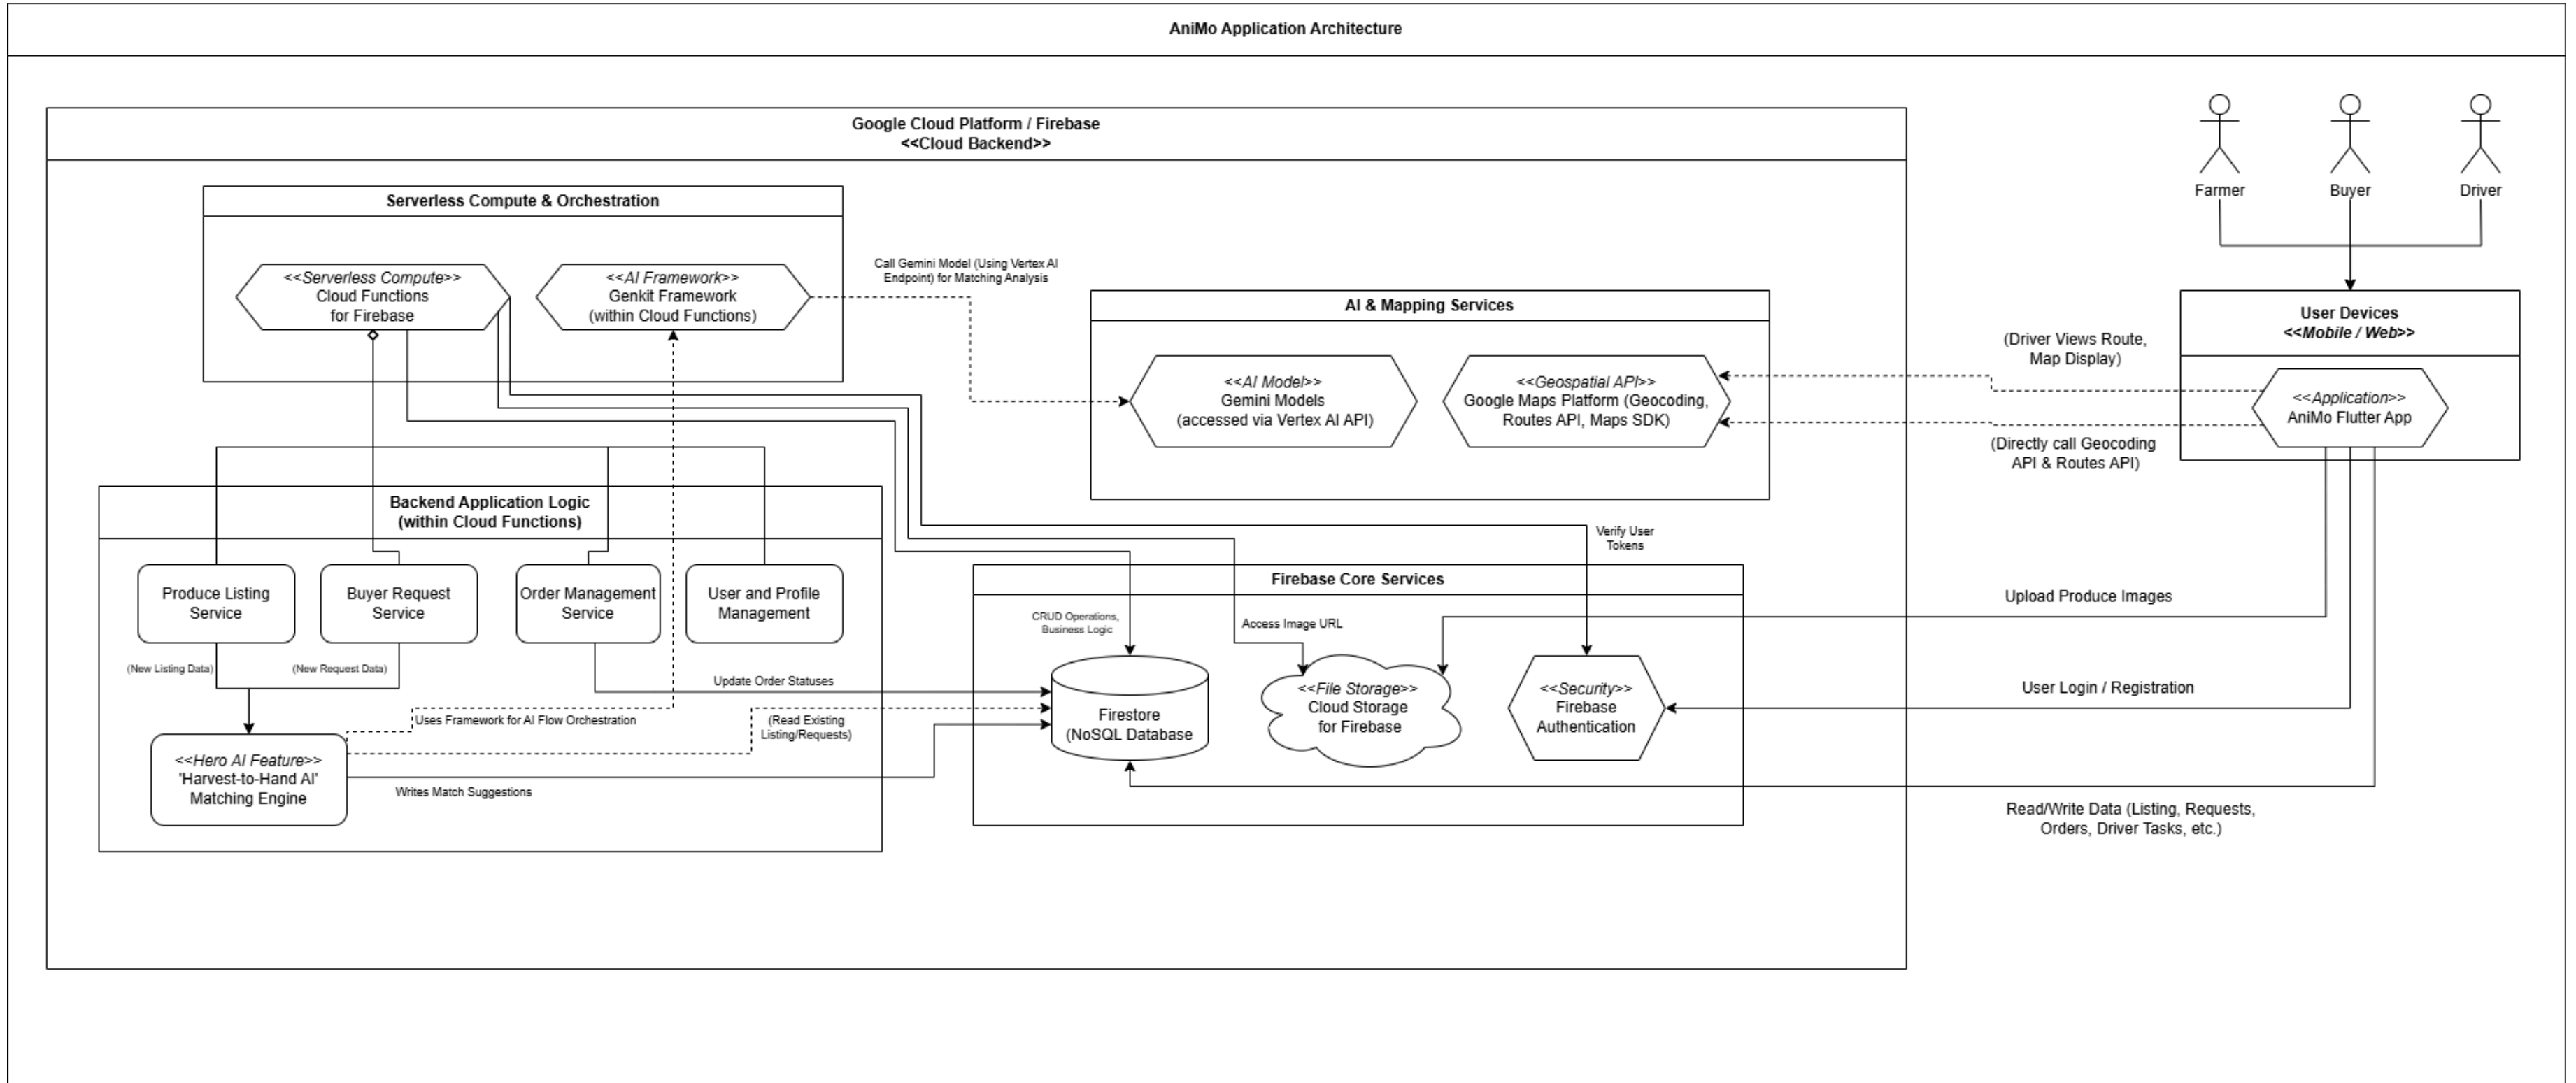 AniMo Application Architecture
Google Cloud Platform / Firebase
<<Cloud Backend>>
Farmer
Buyer
Driver
Serverless Compute & Orchestration
<<Serverless Compute>>
Cloud Functions
for Firebase
<<AI Framework>>
Genkit Framework
(within Cloud Functions)
Call Gemini Model (Using Vertex AI
Endpoint) for Matching Analysis
AI & Mapping Services
<<AI Model>>
Gemini Models
(accessed via Vertex AI API)
<<Geospatial API>>
Google Maps Platform (Geocoding,
Routes API, Maps SDK)
(Driver Views Route,
Map Display)
(Directly call Geocoding
API & Routes API)
User Devices
<<Mobile / Web>>
<<Application>>
AniMo Flutter App
Backend Application Logic
(within Cloud Functions)
Produce Listing
Service
Buyer Request
Service
Order Management
Service
User and Profile
Management
(New Listing Data)
(New Request Data)
Update Order Statuses
Uses Framework for AI Flow Orchestration
(Read Existing
Listing/Requests)
<<Hero AI Feature>>
'Harvest-to-Hand AI'
Matching Engine
Writes Match Suggestions
Verify User
Tokens
Firebase Core Services
CRUD Operations,
Business Logic
Access Image URL
Firestore
(NoSQL Database
<<File Storage>>
Cloud Storage
for Firebase
<<Security>>
Firebase
Authentication
Upload Produce Images
User Login / Registration
Read/Write Data (Listing, Requests,
Orders, Driver Tasks, etc.)